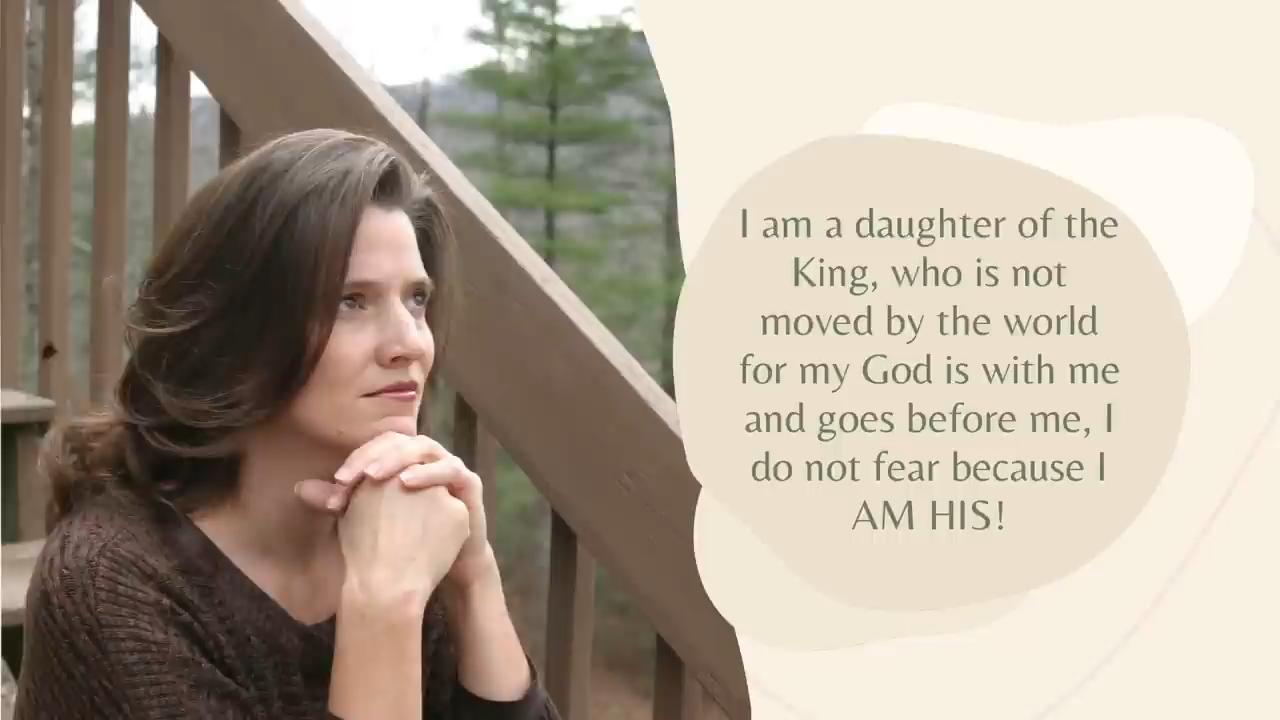 I am a daughter of the
King, who is not
moved by the world
for my God is with me
and goes before me, I
do not fear because I
AM HIS!